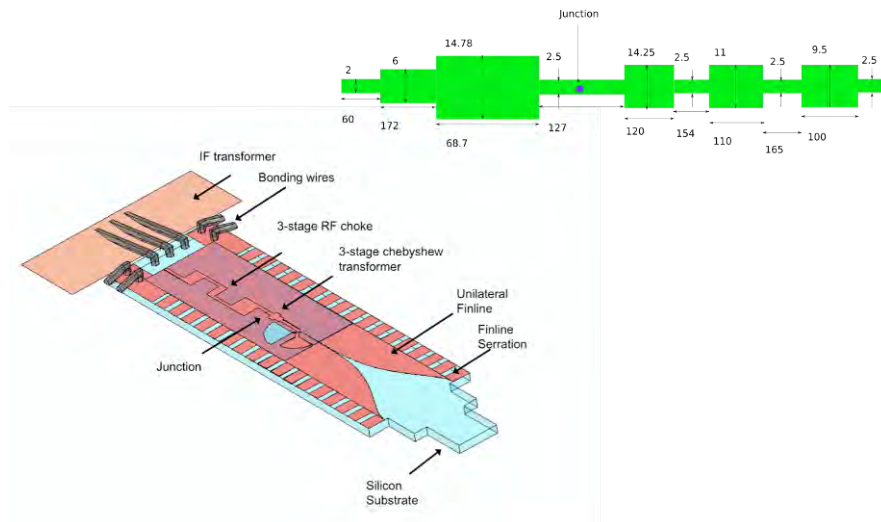 Junction
14.78
14.25
11
9.5
2
6
2.5
2.5
2.5
2.5
60
172
68.7
127
120
154
110
165
100
IF transformer
Bonding wires
3-stage RF choke
3-stage chebyshew
transformer
Unilateral
Finline
Finline
Serration
Junction
Silicon
Substrate